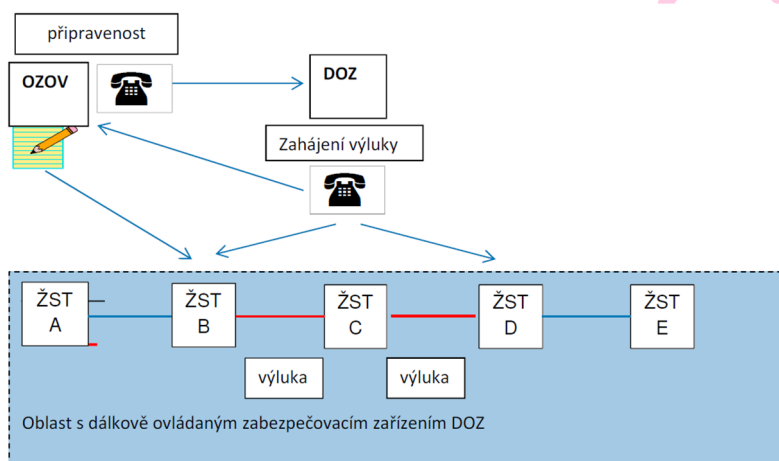 připravenost
OZOV
DOZ
Zahájení výluky
ŽST
A
ŽST
B
ŽST
C
ŽST
D
ŽST
E
výluka
výluka
Oblast s dálkově ovládaným zabezpečovacím zařízením DOZ